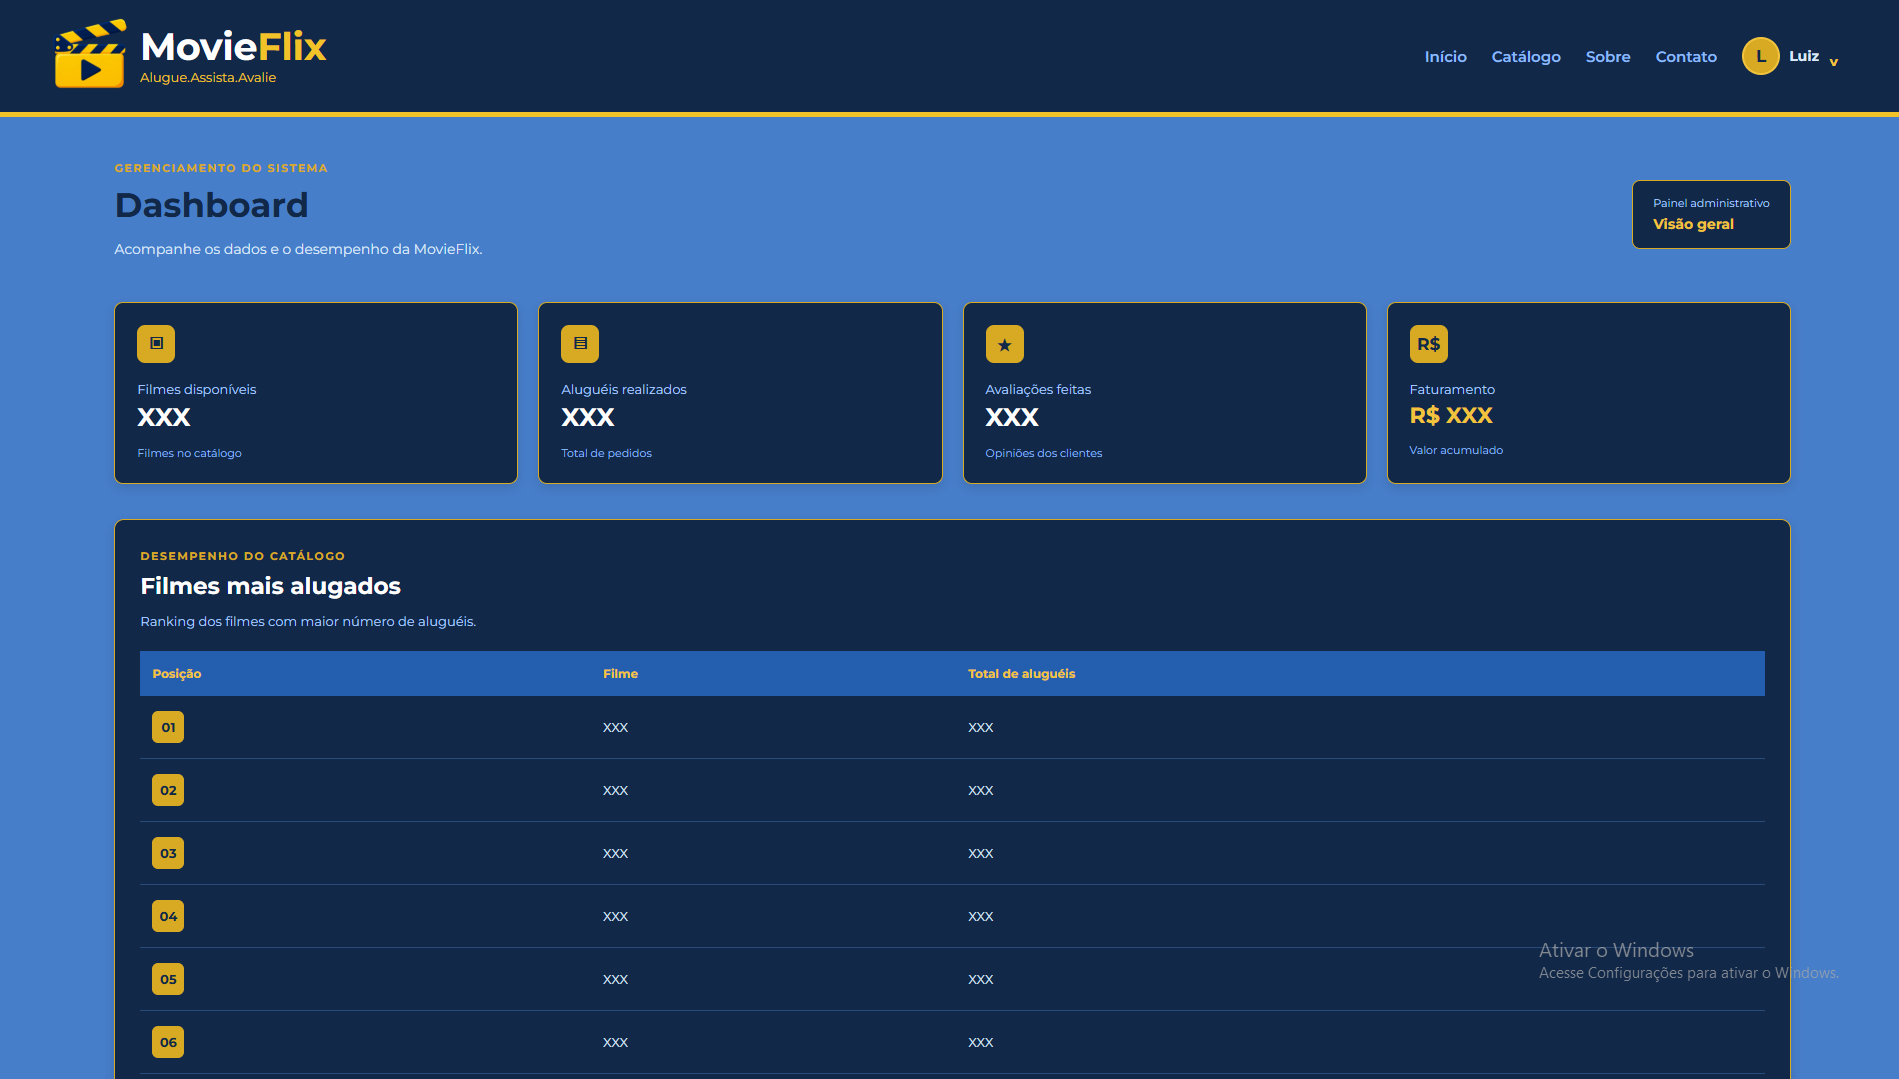 MovieFlix
Alugue.Assista.Avalie
Início Catálogo Sobre Contato L Luiz v
GERENCIAMENTO DO SISTEMA
Dashboard
Acompanhe os dados e o desempenho da MovieFlix.
Painel administrativo
Visão geral
Filmes disponíveis
XXX
Filmes no catálogo
Aluguéis realizados
XXX
Total de pedidos
Avaliações feitas
XXX
Opiniões dos clientes
R$
Faturamento
R$ XXX
Valor acumulado
DESEMPENHO DO CATÁLOGO
Filmes mais alugados
Ranking dos filmes com maior número de aluguéis.
Posição Filme Total de aluguéis
01 XXX XXX
02 XXX XXX
03 XXX XXX
04 XXX XXX
05 XXX XXX
06 XXX XXX
Ativar o Windows
Acesse Configurações para ativar o Windows.